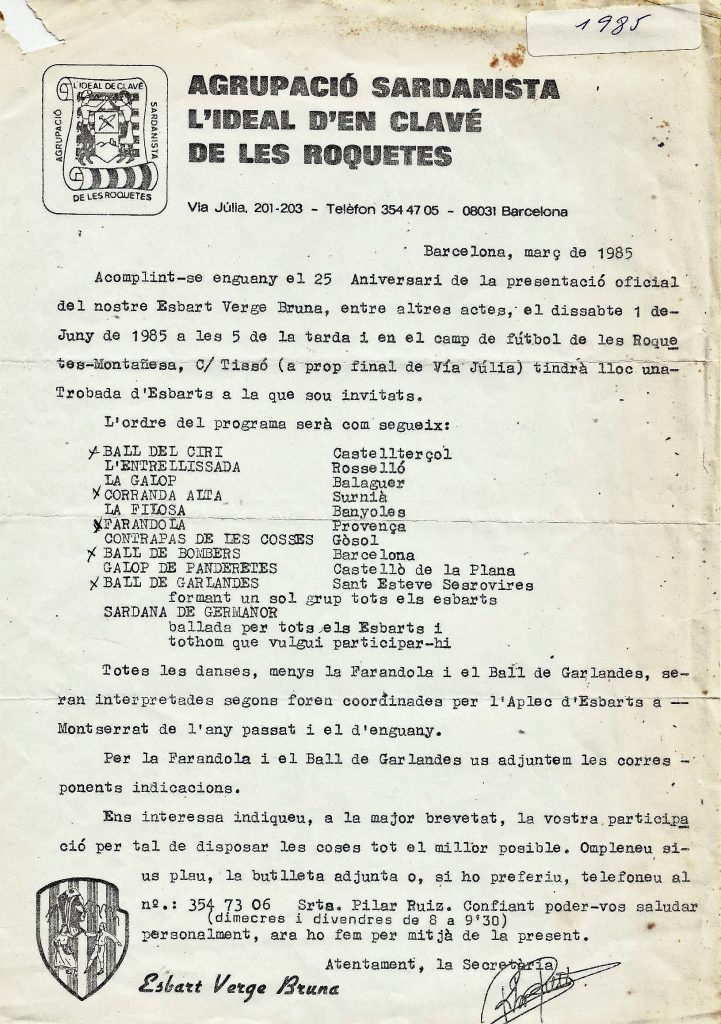 1985
L'IDEAL DE CLAVÉ
AGRUPACIÓ
SARDANISTA
DE LES ROQUETES
AGRUPACIÓ SARDANISTA
L'IDEAL D'EN CLAVÉ
DE LES ROQUETES
Via Júlia, 201-203 - Telèfon 354 47 05 - 08031 Barcelona
Barcelona, març de 1985
Acomplint-se enguany el 25 Aniversari de la presentació oficial
del nostre Esbart Verge Bruna, entre altres actes, el dissabte 1 de-
Juny de 1985 a les 5 de la tarda i en el camp de fútbol de les Roque
tes-Montañesa, C/ Tissó (a prop final de Vía Júlia) tindrà lloc una-
Trobada d'Esbarts a la que sou invitats.
L'ordre del programa serà com segueix:
x BALL DEL CIRI Castellterçol
L'ENTRELLISSADA Rosselló
LA GALOP Balaguer
x CORRANDA ALTA Surnià
LA FILOSA Banyoles
x FARANDOLA Provença
CONTRAPAS DE LES COSSES Gòsol
x BALL DE BOMBERS Barcelona
GALOP DE PANDERETES Castellò de la Plana
x BALL DE GARLANDES Sant Esteve Sesrovires
formant un sol grup tots els esbarts
SARDANA DE GERMANOR
ballada per tots els Esbarts i
tothom que vulgui participar-hi
Totes les danses, menys la Farandola i el Ball de Garlandes, se-
ran interpretades segons foren coordinades per l'Aplec d'Esbarts a —
Montserrat de l'any passat i el d'enguany.
Per la Farandola i el Ball de Garlandes us adjuntem les corres -
ponents indicacions.
Ens interessa indiqueu, a la major brevetat, la vostra participa
ció per tal de disposar les coses tot el millor posible. Ompleneu si-
us plau, la butlleta adjunta o, si ho preferiu, telefoneu al
nº.: 354 73 06 Srta. Pilar Ruiz. Confiant poder-vos saludar
(dimecres i divendres de 8 a 9'30)
personalment, ara ho fem per mitjà de la present.
Atentament, la Secretària
Esbart Verge Bruna